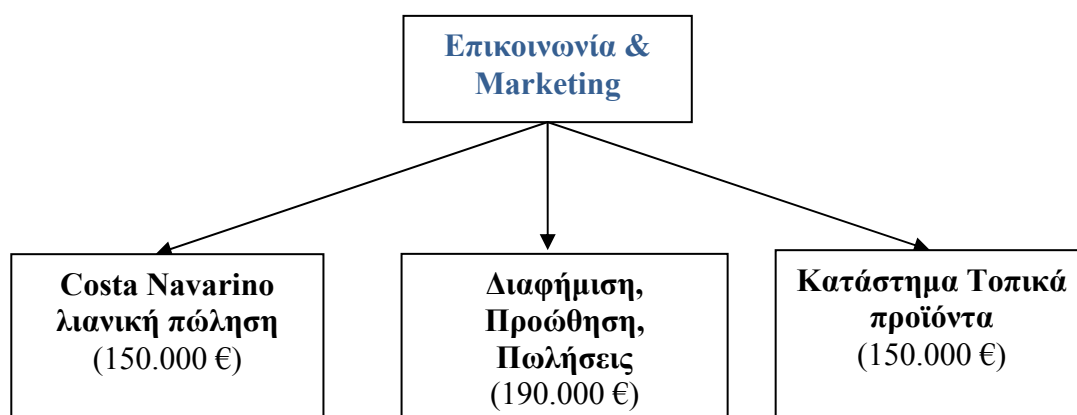 Επικοινωνία &
Marketing
Costa Navarino
λιανική πώληση
(150.000 €)
Διαφήμιση,
Προώθηση,
Πωλήσεις
(190.000 €)
Κατάστημα Τοπικά
προϊόντα
(150.000 €)